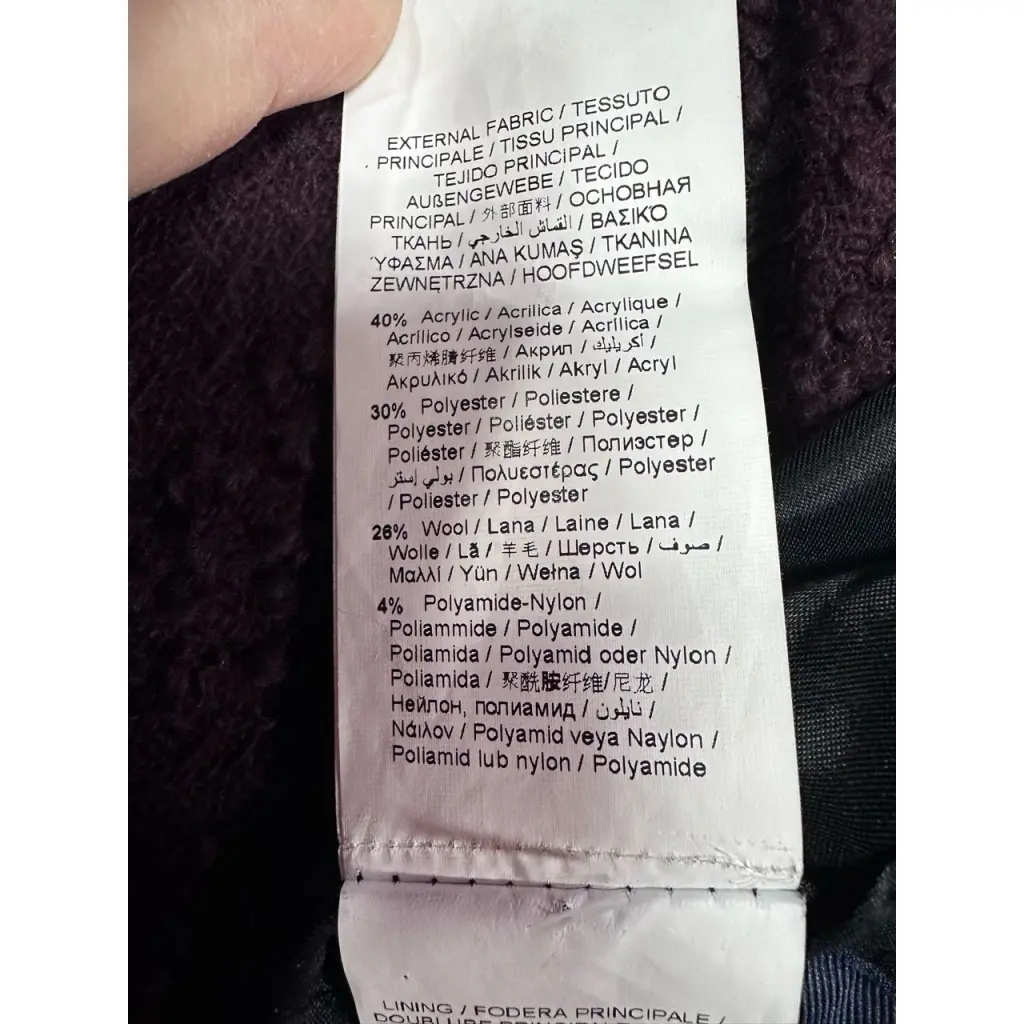 EXTERNAL FABRIC / TESSUTO
PRINCIPALE / TISSU PRINCIPAL /
TEJIDO PRINCIPAL /
AUßENGEWEBE / TECIDO
PRINCIPAL / 外部面料 / ОСНОВНАЯ
ТКАНЬ / القماش الخارجي / ΒΑΣΙΚΌ
ΎΦΑΣΜΑ / ANA KUMAŞ / TKANINA
ZEWNĘTRZNA / HOOFDWEEFSEL
40% Acrylic / Acrilica / Acrylique /
Acrílico / Acrylseide / Acrílica /
聚丙烯腈纤维 / Акрил / أكريليك /
Ακρυλικό / Akrilik / Akryl / Acryl
30% Polyester / Poliestere /
Polyester / Poliéster / Polyester /
Poliéster / 聚酯纤维 / Полиэстер /
بولي إستر / Πολυεστέρας / Polyester
/ Poliester / Polyester
26% Wool / Lana / Laine / Lana /
Wolle / Lã / 羊毛 / Шерсть / صوف /
Μαλλί / Yün / Wełna / Wol
4% Polyamide-Nylon /
Poliammide / Polyamide /
Poliamida / Polyamid oder Nylon /
Poliamida / 聚酰胺纤维/尼龙 /
Нейлон, полиамид / نايلون /
Νάιλον / Polyamid veya Naylon /
Poliamid lub nylon / Polyamide
LINING / FODERA PRINCIPALE /
DOUBLURE PRINCIPALE